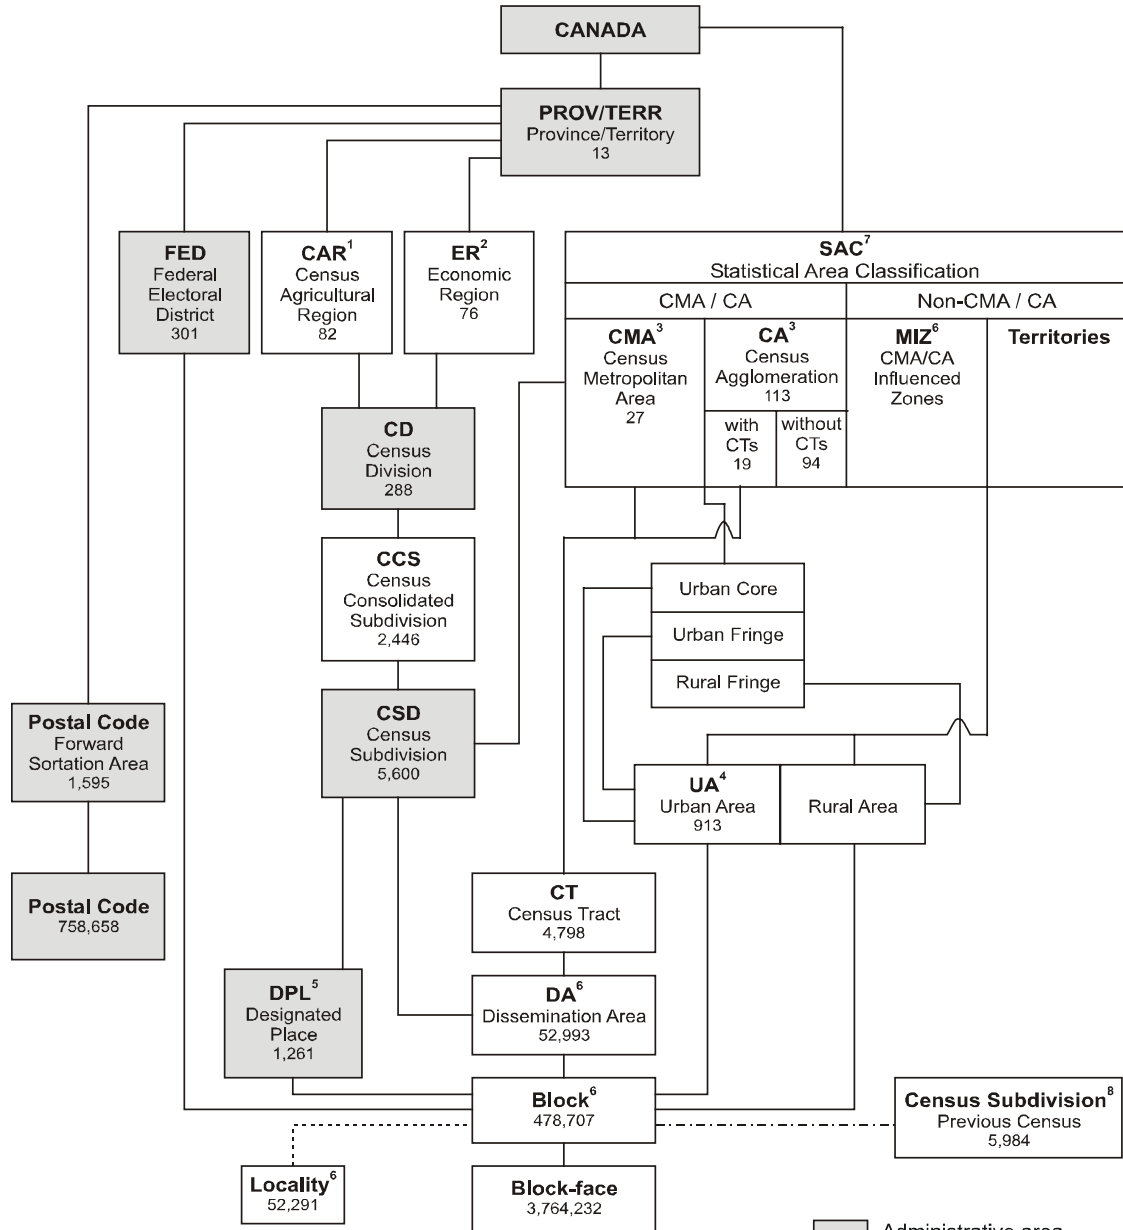 CANADA
PROV/TERR
Province/Territory
13
FED
Federal
Electoral
District
301
CAR1
Census
Agricultural
Region
82
ER2
Economic
Region
76
SAC7
Statistical Area Classification
CMA / CA
Non-CMA / CA
CMA3
Census
Metropolitan
Area
27
CA3
Census
Agglomeration
113
with
CTs
19
without
CTs
94
MIZ6
CMA/CA
Influenced
Zones
Territories
CD
Census
Division
288
CCS
Census
Consolidated
Subdivision
2,446
Urban Core
Urban Fringe
Rural Fringe
CSD
Census
Subdivision
5,600
Postal Code
Forward
Sortation Area
1,595
UA4
Urban Area
913
Rural Area
Postal Code
758,658
CT
Census Tract
4,798
DPL5
Designated
Place
1,261
DA6
Dissemination Area
52,993
Block6
478,707
Census Subdivision8
Previous Census
5,984
Locality6
52,291
Block-face
3,764,232
Administrative area